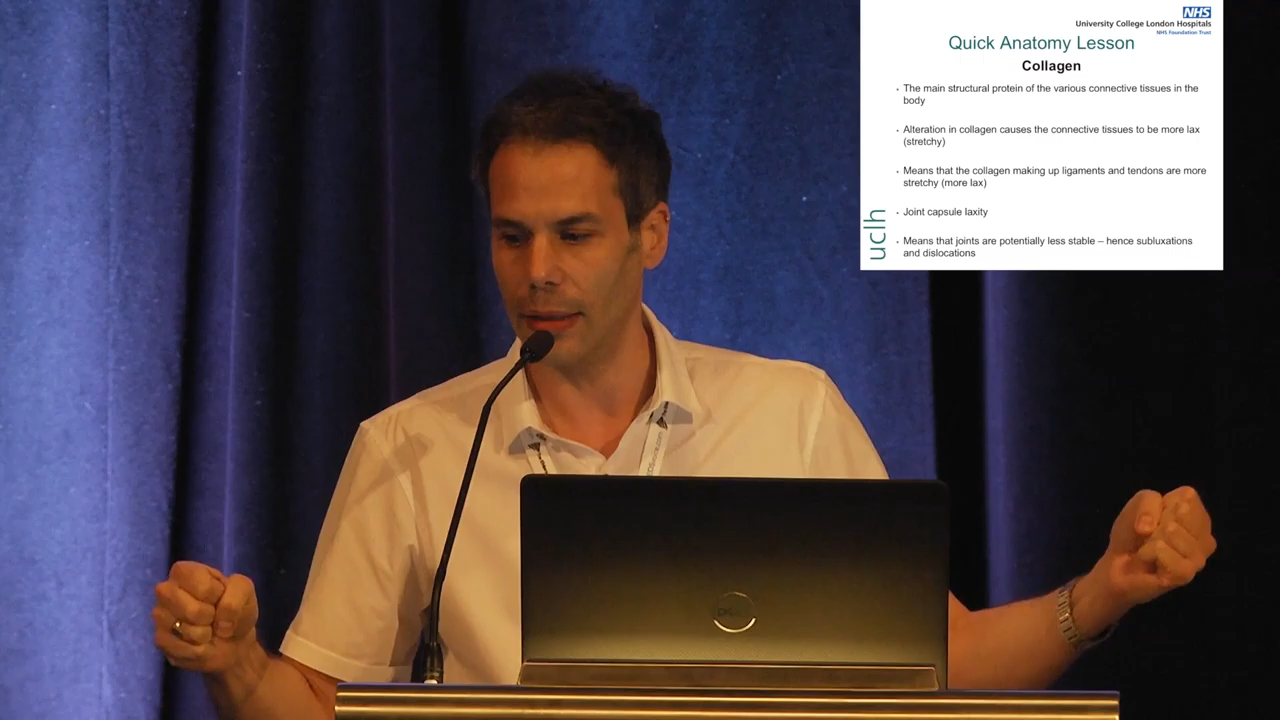 NHS
University College London Hospitals
NHS Foundation Trust
Quick Anatomy Lesson
Collagen
• The main structural protein of the various connective tissues in the
body
• Alteration in collagen causes the connective tissues to be more lax
(stretchy)
• Means that the collagen making up ligaments and tendons are more
stretchy (more lax)
• Joint capsule laxity
• Means that joints are potentially less stable – hence subluxations
and dislocations
uclh
DELL